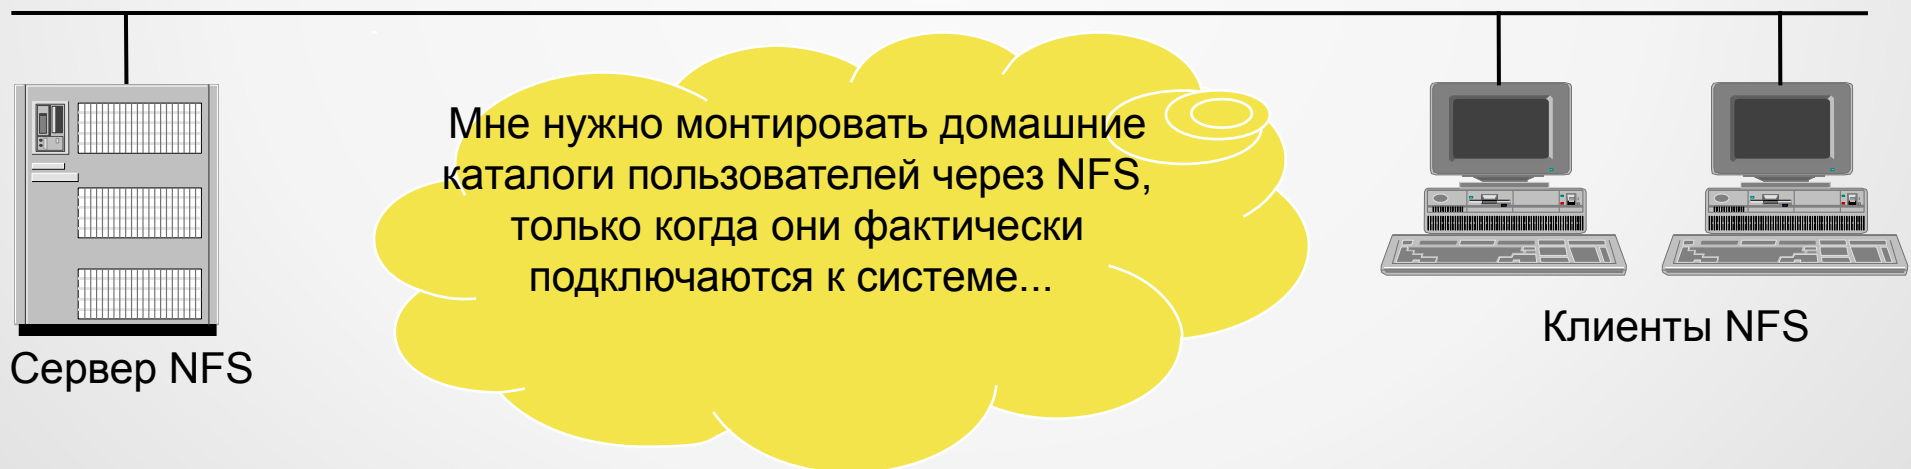 Мне нужно монтировать домашние
каталоги пользователей через NFS,
только когда они фактически
подключаются к системе...
Клиенты NFS
Сервер NFS